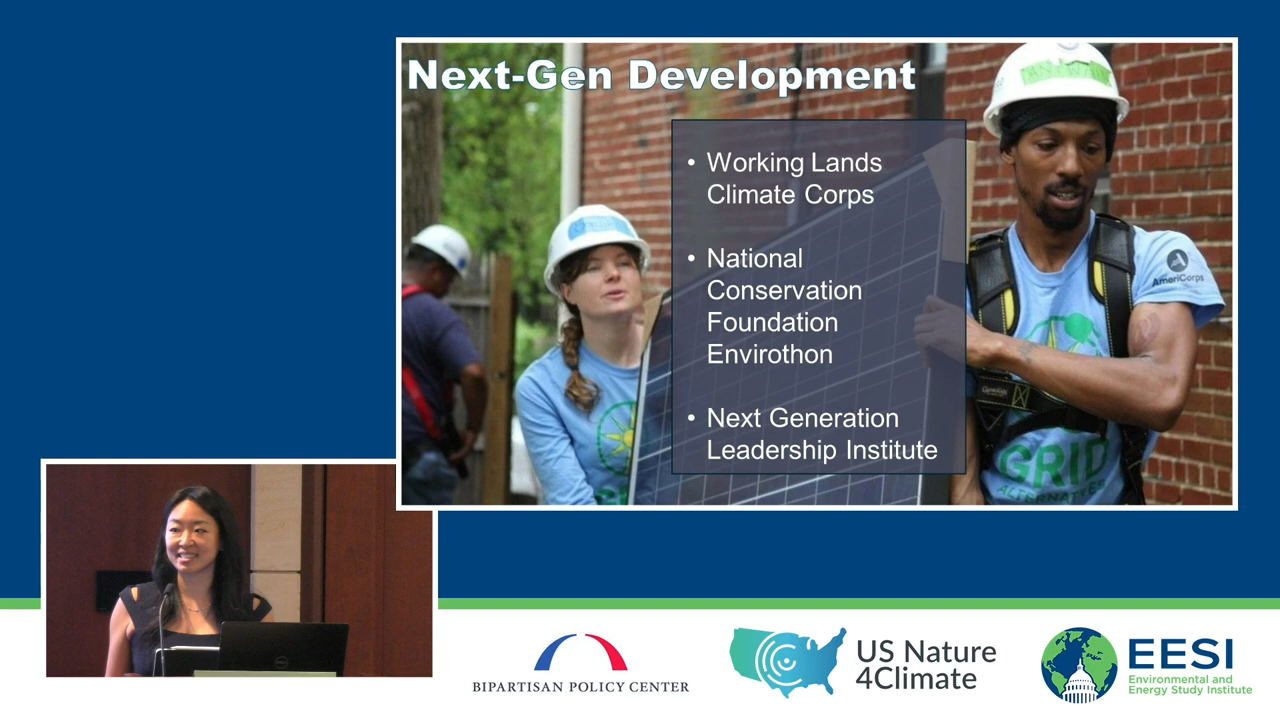 Next-Gen Development
• Working Lands
Climate Corps
• National
Conservation
Foundation
Envirothon
• Next Generation
Leadership Institute
AmeriCorps
GRID
ALTERNATIVES
BIPARTISAN POLICY CENTER
US Nature
4Climate
EESI
Environmental and
Energy Study Institute